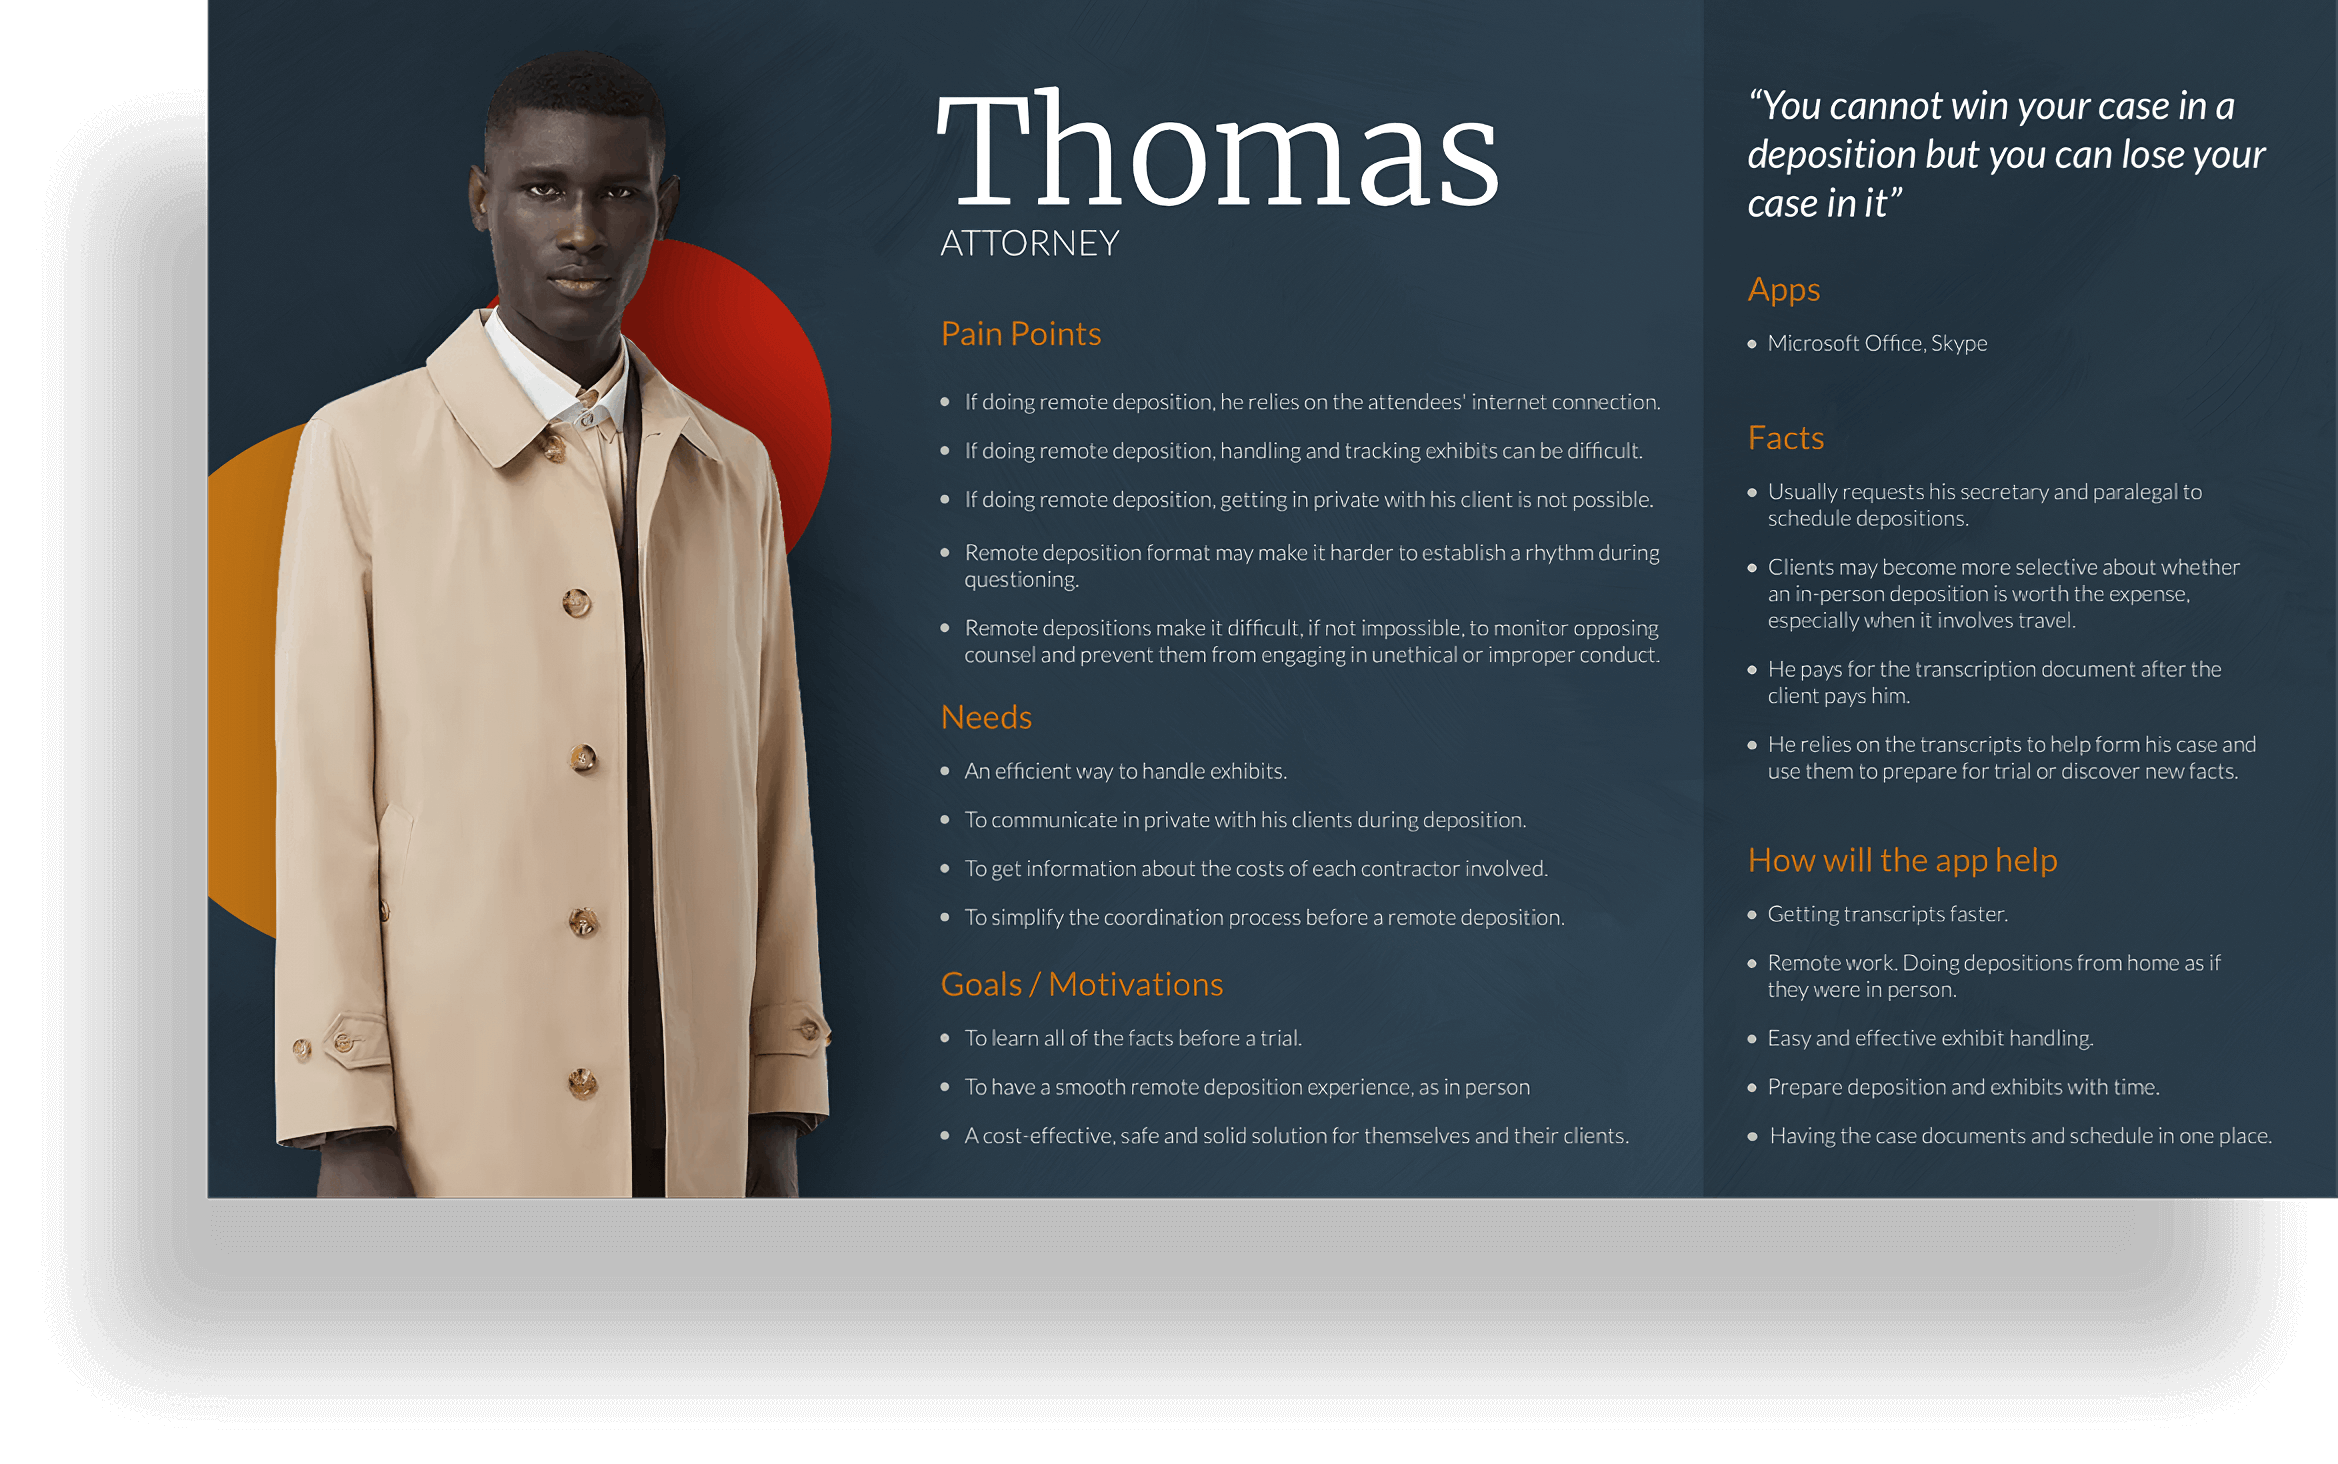 Thomas
ATTORNEY
Pain Points
If doing remote deposition, he relies on the attendees' internet connection.
If doing remote deposition, handling and tracking exhibits can be difficult.
If doing remote deposition, getting in private with his client is not possible.
Remote deposition format may make it harder to establish a rhythm during
questioning.
Remote depositions make it difficult, if not impossible, to monitor opposing
counsel and prevent them from engaging in unethical or improper conduct.
Needs
An efficient way to handle exhibits.
To communicate in private with his clients during deposition.
To get information about the costs of each contractor involved.
To simplify the coordination process before a remote deposition.
Goals / Motivations
To learn all of the facts before a trial.
To have a smooth remote deposition experience, as in person
A cost-effective, safe and solid solution for themselves and their clients.
“You cannot win your case in a
deposition but you can lose your
case in it”
Apps
Microsoft Office, Skype
Facts
Usually requests his secretary and paralegal to
schedule depositions.
Clients may become more selective about whether
an in-person deposition is worth the expense,
especially when it involves travel.
He pays for the transcription document after the
client pays him.
He relies on the transcripts to help form his case and
use them to prepare for trial or discover new facts.
How will the app help
Getting transcripts faster.
Remote work. Doing depositions from home as if
they were in person.
Easy and effective exhibit handling.
Prepare deposition and exhibits with time.
Having the case documents and schedule in one place.